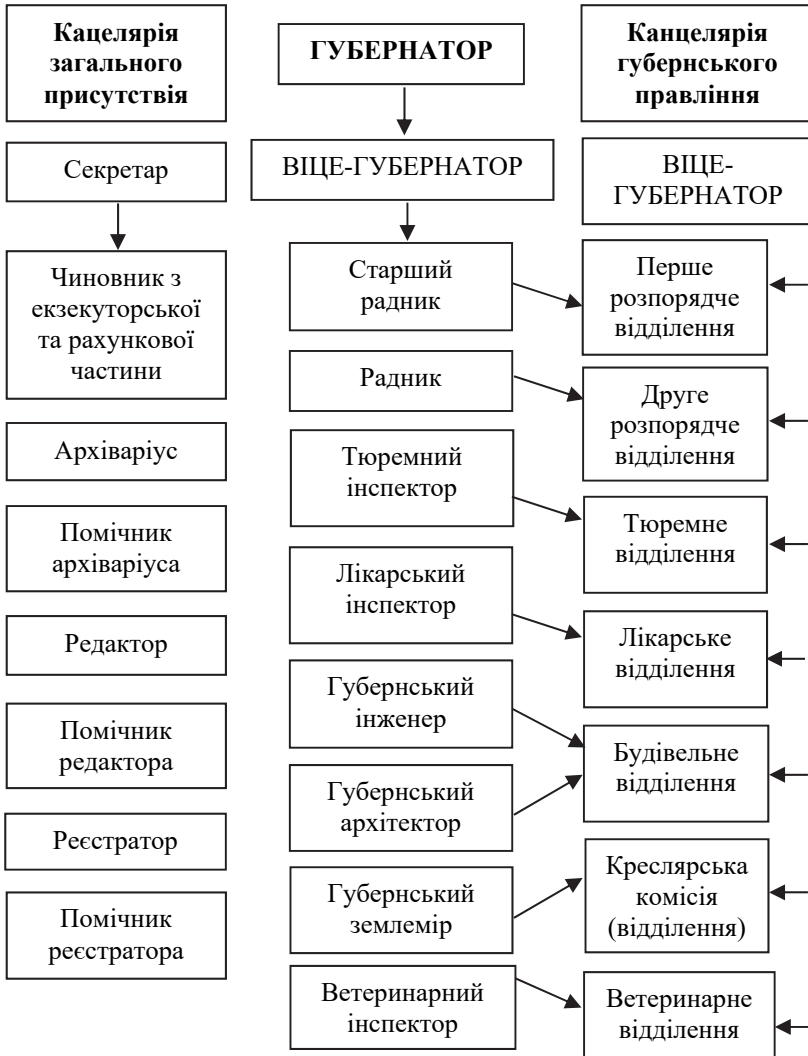 Кацелярія
загального
присутствія
Секретар
Чиновник з
екзекуторської
та рахункової
частини
Архіваріус
Помічник
архіваріуса
Редактор
Помічник
редактора
Реєстратор
Помічник
реєстратора
ГУБЕРНАТОР
ВІЦЕ-ГУБЕРНАТОР
Старший
радник
Радник
Тюремний
інспектор
Лікарський
інспектор
Губернський
інженер
Губернський
архітектор
Губернський
землемір
Ветеринарний
інспектор
Канцелярія
губернського
правління
ВІЦЕ-
ГУБЕРНАТОР
Перше
розпорядче
відділення
Друге
розпорядче
відділення
Тюремне
відділення
Лікарське
відділення
Будівельне
відділення
Креслярська
комісія
(відділення)
Ветеринарне
відділення